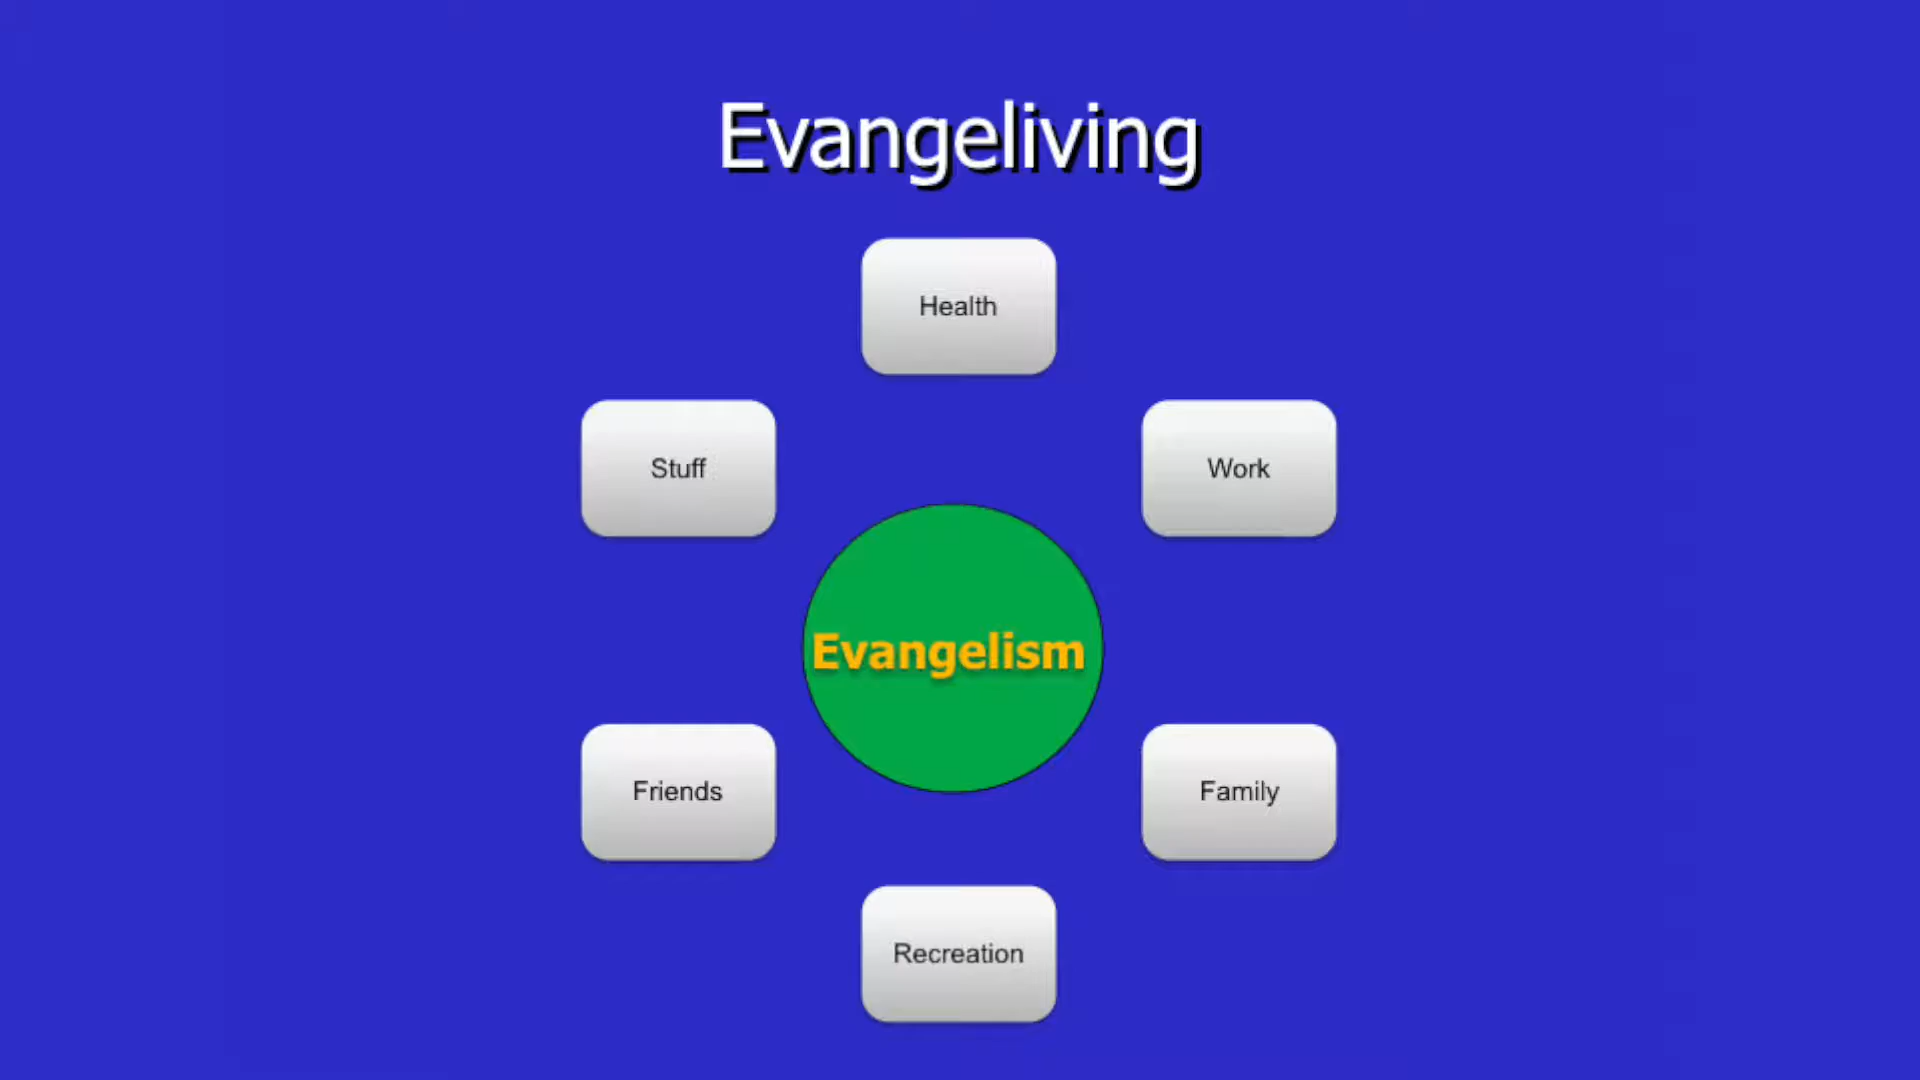 Evangeliving
Health
Stuff
Work
Evangelism
Friends
Family
Recreation